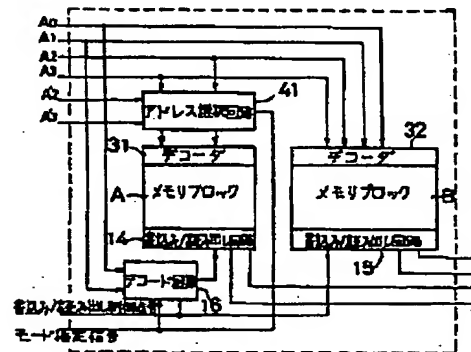 A0
A1
A2
A3
A'2
A'3
アドレス選択回路
41
31
デコーダ
32
デコーダ
A
メモリブロック
メモリブロック
B
14
書込み/読出し回路
書込み/読出し回路
15
デコード回路
16
書込み/読み出し制御信号
モード指定信号